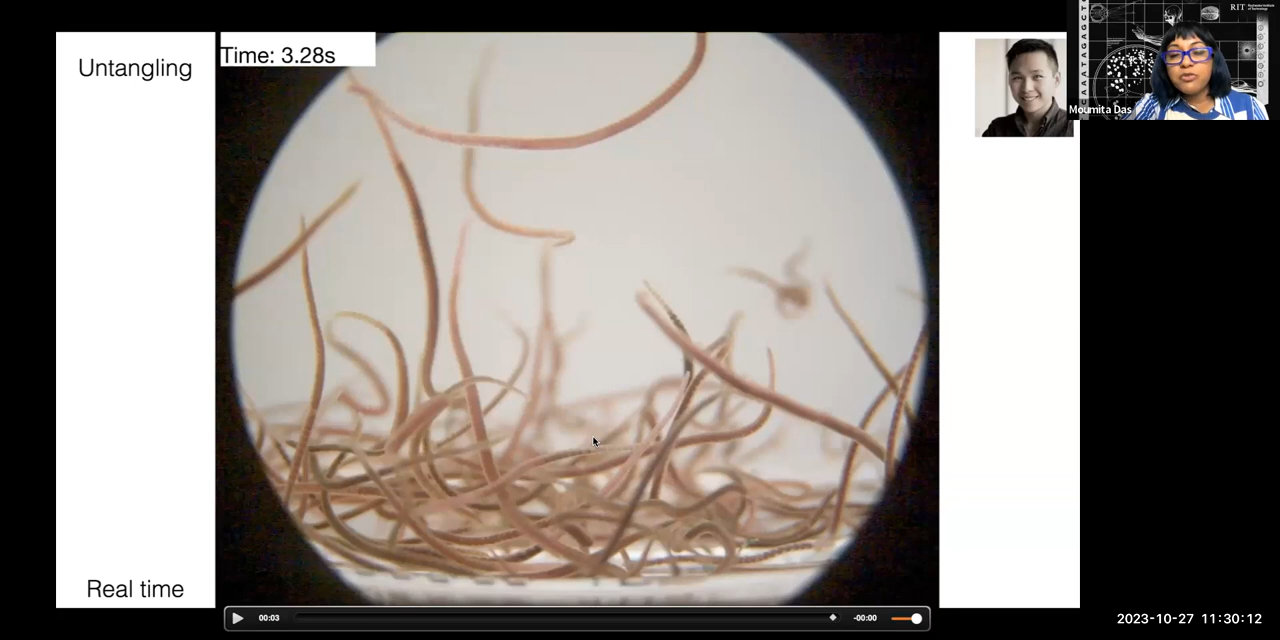 Untangling
Time: 3.28s
RIT
Moumita Das
Real time
00:03
-00:00
2023-10-27 11:30:12